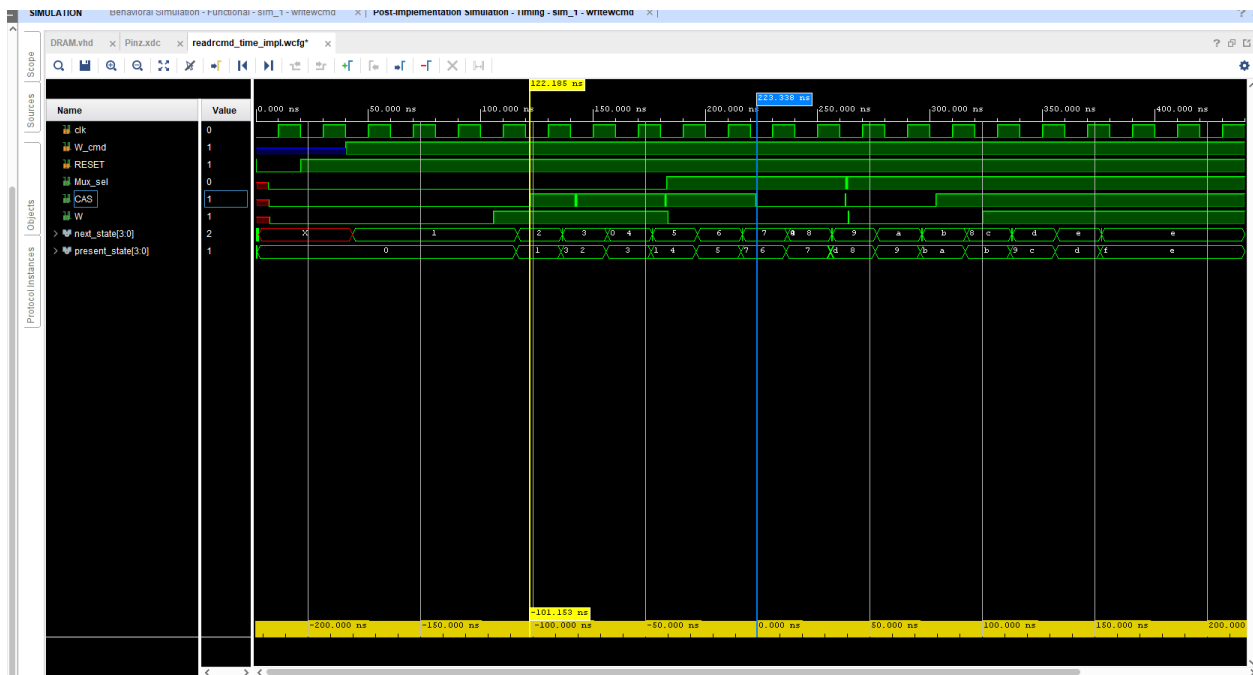 SIMULATION Behavioral Simulation - Functional - sim_1 - writewcmd × Post-Implementation Simulation - Timing - sim_1 - writewcmd × ?
DRAM.vhd × Pinz.xdc × readrcmd_time_impl.wcfg* × ?
Scope
Sources
Objects
Protocol Instances
122.185 ns
223.338 ns
Name Value 0.000 ns 50.000 ns 100.000 ns 150.000 ns 200.000 ns 250.000 ns 300.000 ns 350.000 ns 400.000 ns
clk 0
W_cmd 1
RESET 1
Mux_sel 0
CAS 1
W 1
next_state[3:0] 2 X 1 2 3 0 4 5 6 7 8 9 a b 8 c d e e
present_state[3:0] 1 0 1 3 2 3 1 4 5 7 6 7 d 8 9 b a b 9 c d f e
-101.153 ns
-200.000 ns -150.000 ns -100.000 ns -50.000 ns 0.000 ns 50.000 ns 100.000 ns 150.000 ns 200.000